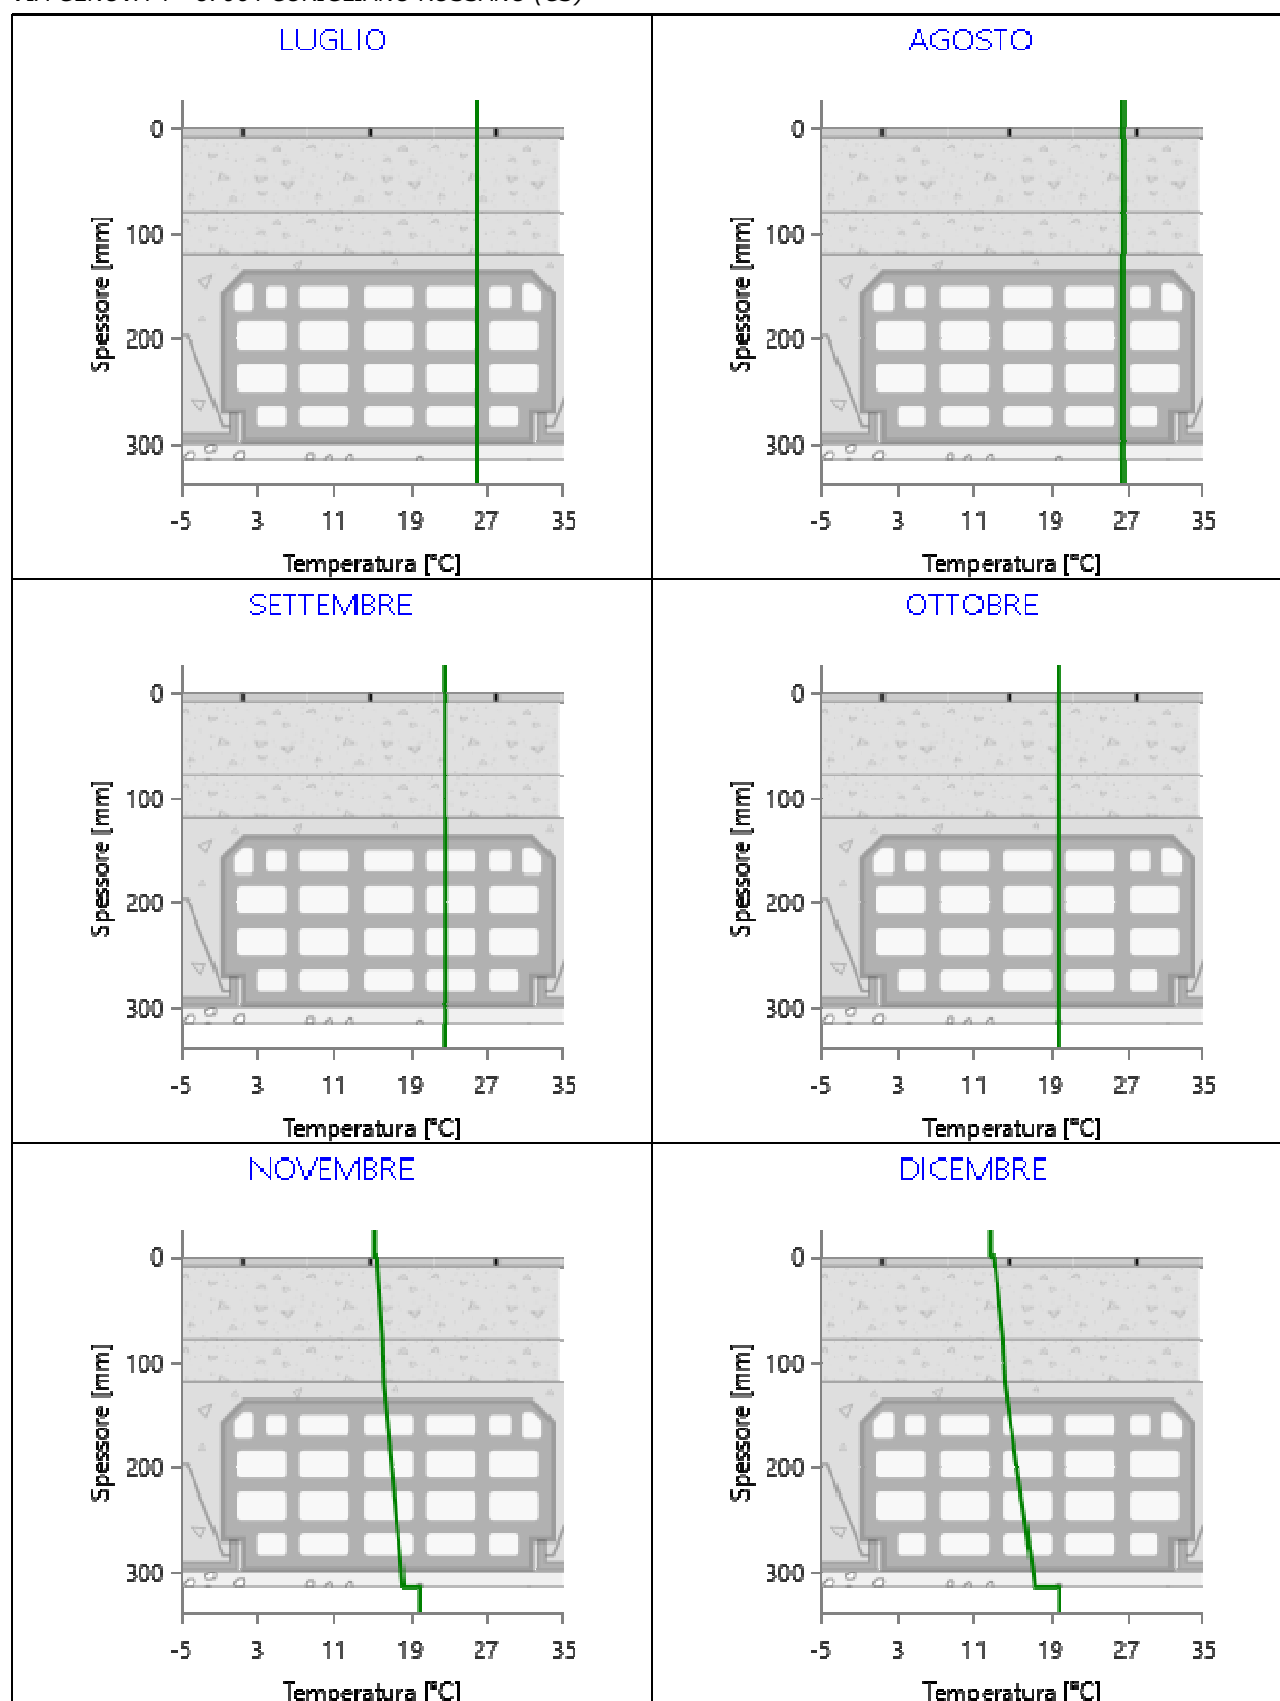 LUGLIO
AGOSTO
0
100
200
300
Spessore [mm]
-5 3 11 19 27 35
Temperatura [°C]
0
100
200
300
Spessore [mm]
-5 3 11 19 27 35
Temperatura [°C]
SETTEMBRE
OTTOBRE
0
100
200
300
Spessore [mm]
-5 3 11 19 27 35
Temperatura [°C]
0
100
200
300
Spessore [mm]
-5 3 11 19 27 35
Temperatura [°C]
NOVEMBRE
DICEMBRE
0
100
200
300
Spessore [mm]
-5 3 11 19 27 35
Temperatura [°C]
0
100
200
300
Spessore [mm]
-5 3 11 19 27 35
Temperatura [°C]